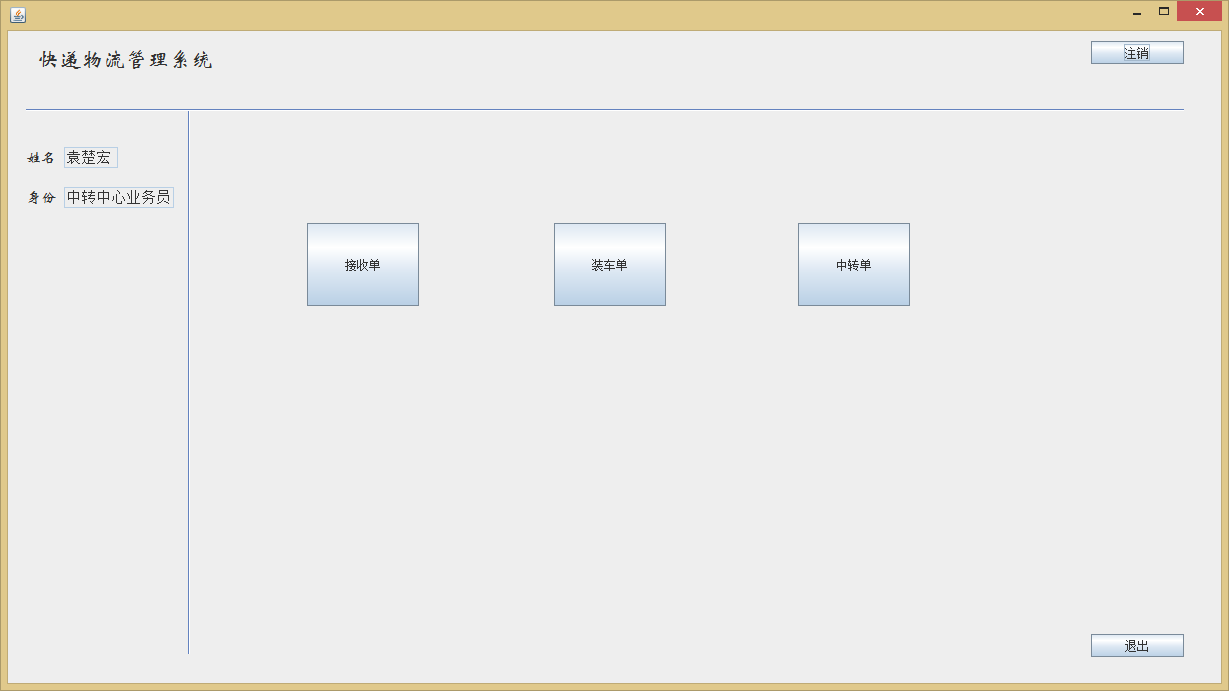 快递物流管理系统
注销
姓名 袁楚宏
身份 中转中心业务员
接收单 装车单 中转单
退出